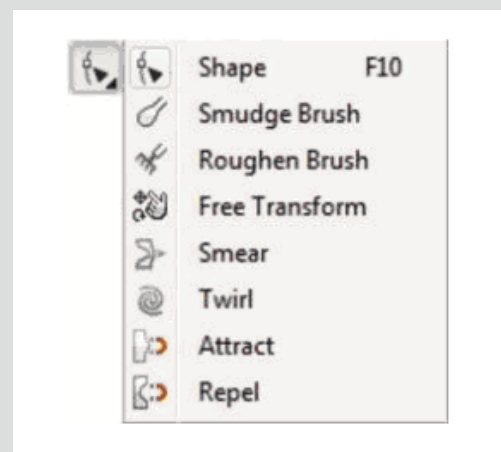 Shape F10
Smudge Brush
Roughen Brush
Free Transform
Smear
Twirl
Attract
Repel